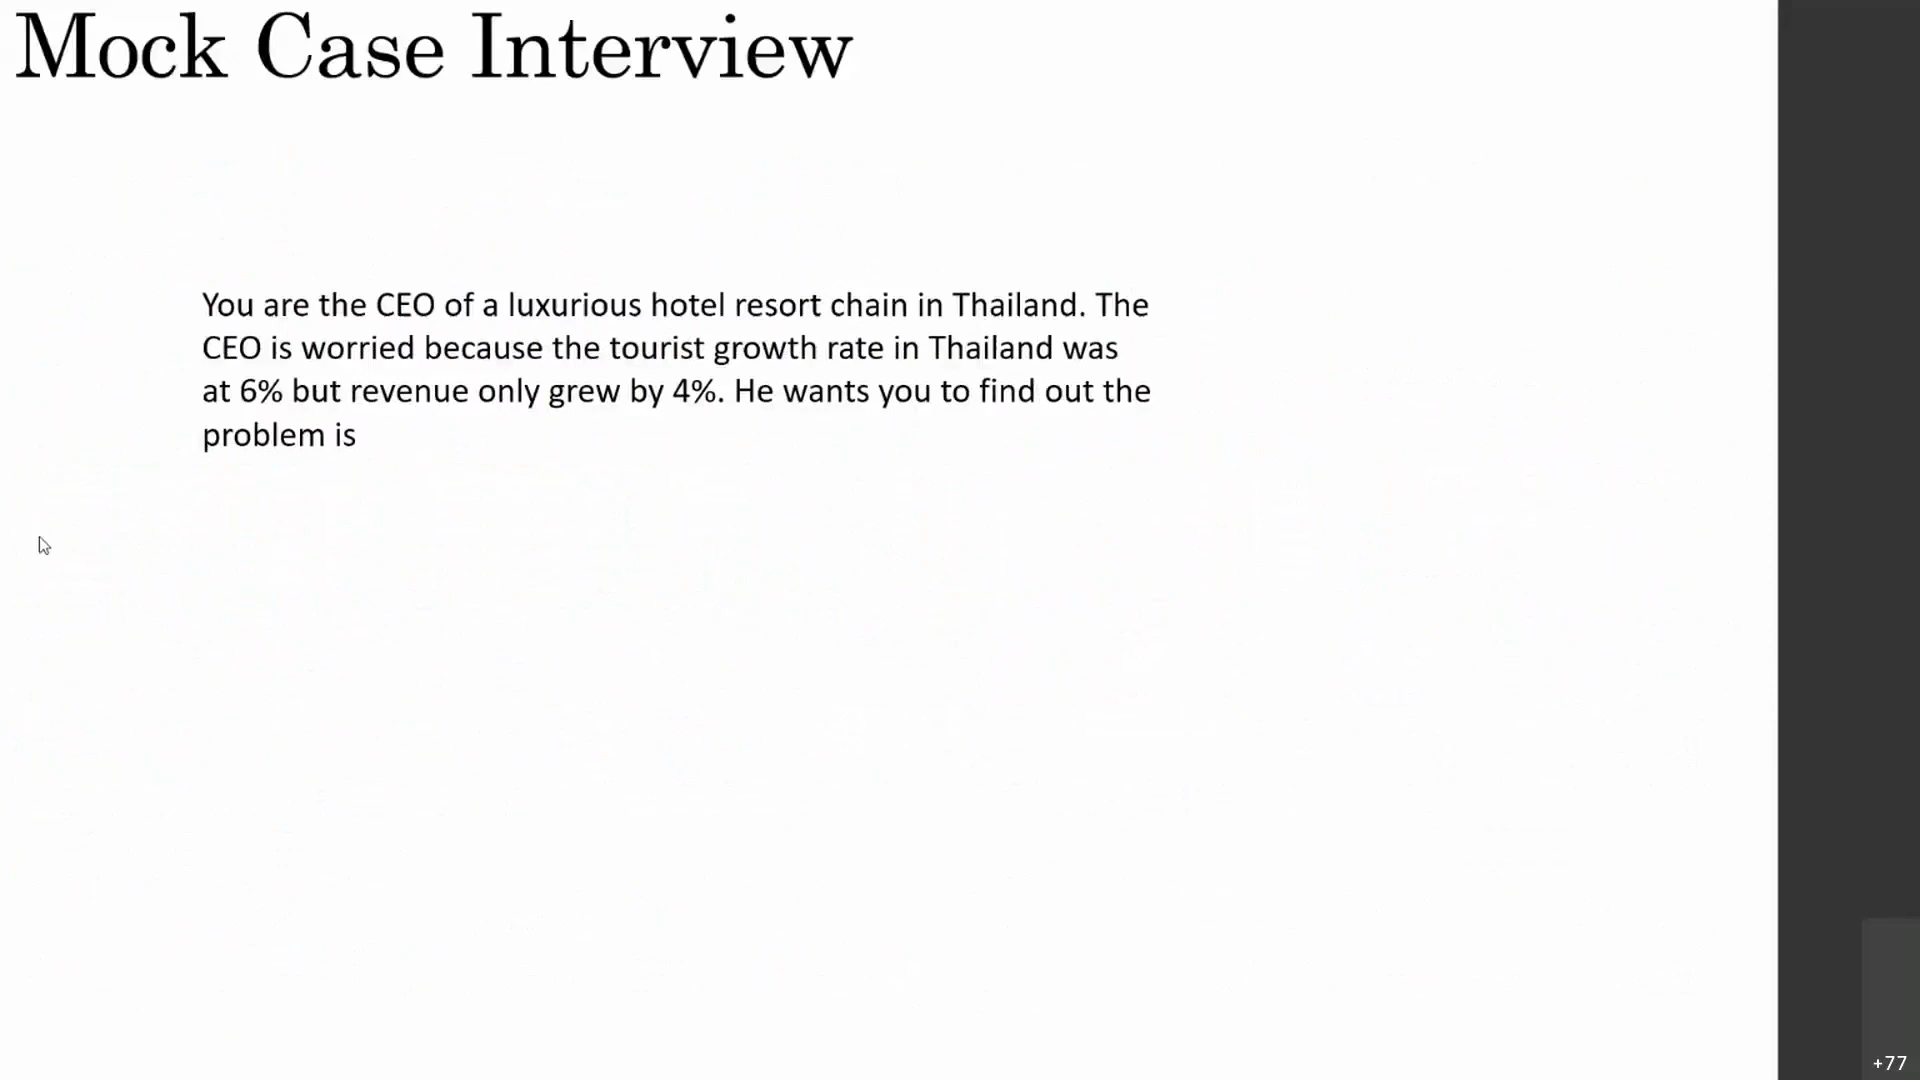 Mock Case Interview
You are the CEO of a luxurious hotel resort chain in Thailand. The
CEO is worried because the tourist growth rate in Thailand was
at 6% but revenue only grew by 4%. He wants you to find out the
problem is
+77